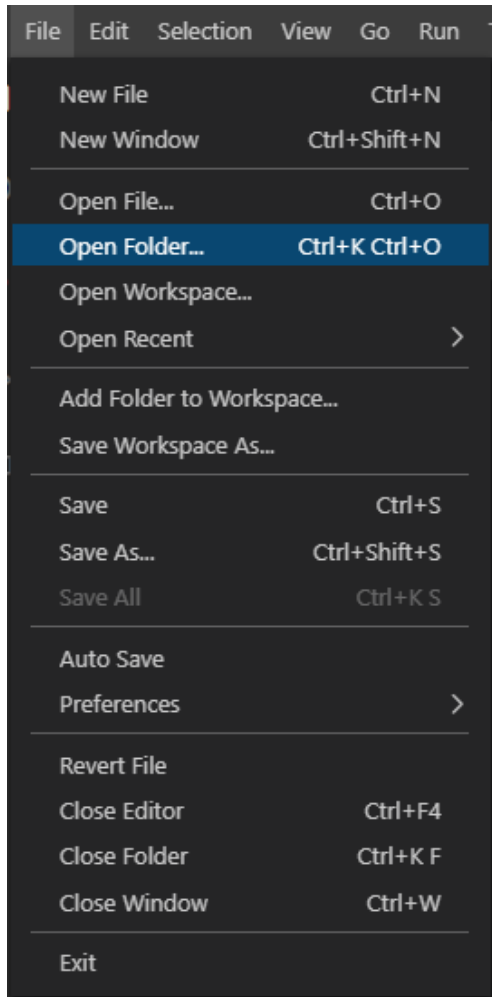 File Edit Selection View Go Run
New File Ctrl+N
New Window Ctrl+Shift+N
Open File... Ctrl+O
Open Folder... Ctrl+K Ctrl+O
Open Workspace...
Open Recent
Add Folder to Workspace...
Save Workspace As...
Save Ctrl+S
Save As... Ctrl+Shift+S
Save All Ctrl+K S
Auto Save
Preferences
Revert File
Close Editor Ctrl+F4
Close Folder Ctrl+K F
Close Window Ctrl+W
Exit